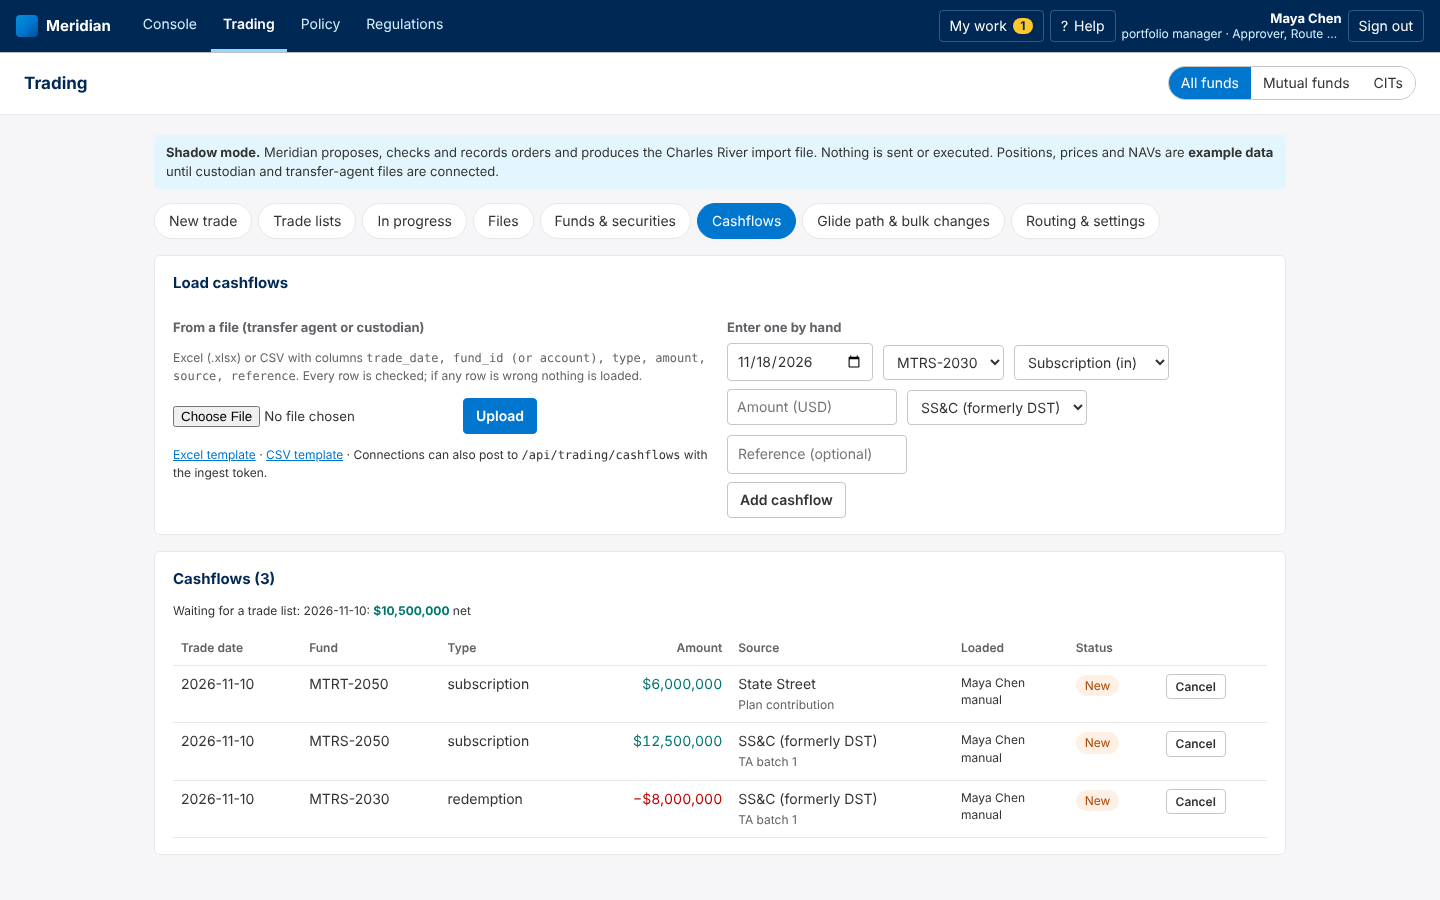 Meridian
Console
Trading
Policy
Regulations
My work 1
? Help
Maya Chen
portfolio manager · Approver, Route ...
Sign out
Trading
All funds
Mutual funds
CITs
Shadow mode. Meridian proposes, checks and records orders and produces the Charles River import file. Nothing is sent or executed. Positions, prices and NAVs are example data
until custodian and transfer-agent files are connected.
New trade
Trade lists
In progress
Files
Funds & securities
Cashflows
Glide path & bulk changes
Routing & settings
Load cashflows
From a file (transfer agent or custodian)
Excel (.xlsx) or CSV with columns trade_date, fund_id (or account), type, amount,
source, reference. Every row is checked; if any row is wrong nothing is loaded.
Choose File No file chosen
Upload
Excel template · CSV template · Connections can also post to /api/trading/cashflows with
the ingest token.
Enter one by hand
11/18/2026
MTRS-2030
Subscription (in)
Amount (USD)
SS&C (formerly DST)
Reference (optional)
Add cashflow
Cashflows (3)
Waiting for a trade list: 2026-11-10: $10,500,000 net
Trade date Fund Type Amount Source Loaded Status
2026-11-10 MTRT-2050 subscription $6,000,000 State Street Maya Chen New Cancel
Plan contribution manual
2026-11-10 MTRS-2050 subscription $12,500,000 SS&C (formerly DST) Maya Chen New Cancel
TA batch 1 manual
2026-11-10 MTRS-2030 redemption −$8,000,000 SS&C (formerly DST) Maya Chen New Cancel
TA batch 1 manual